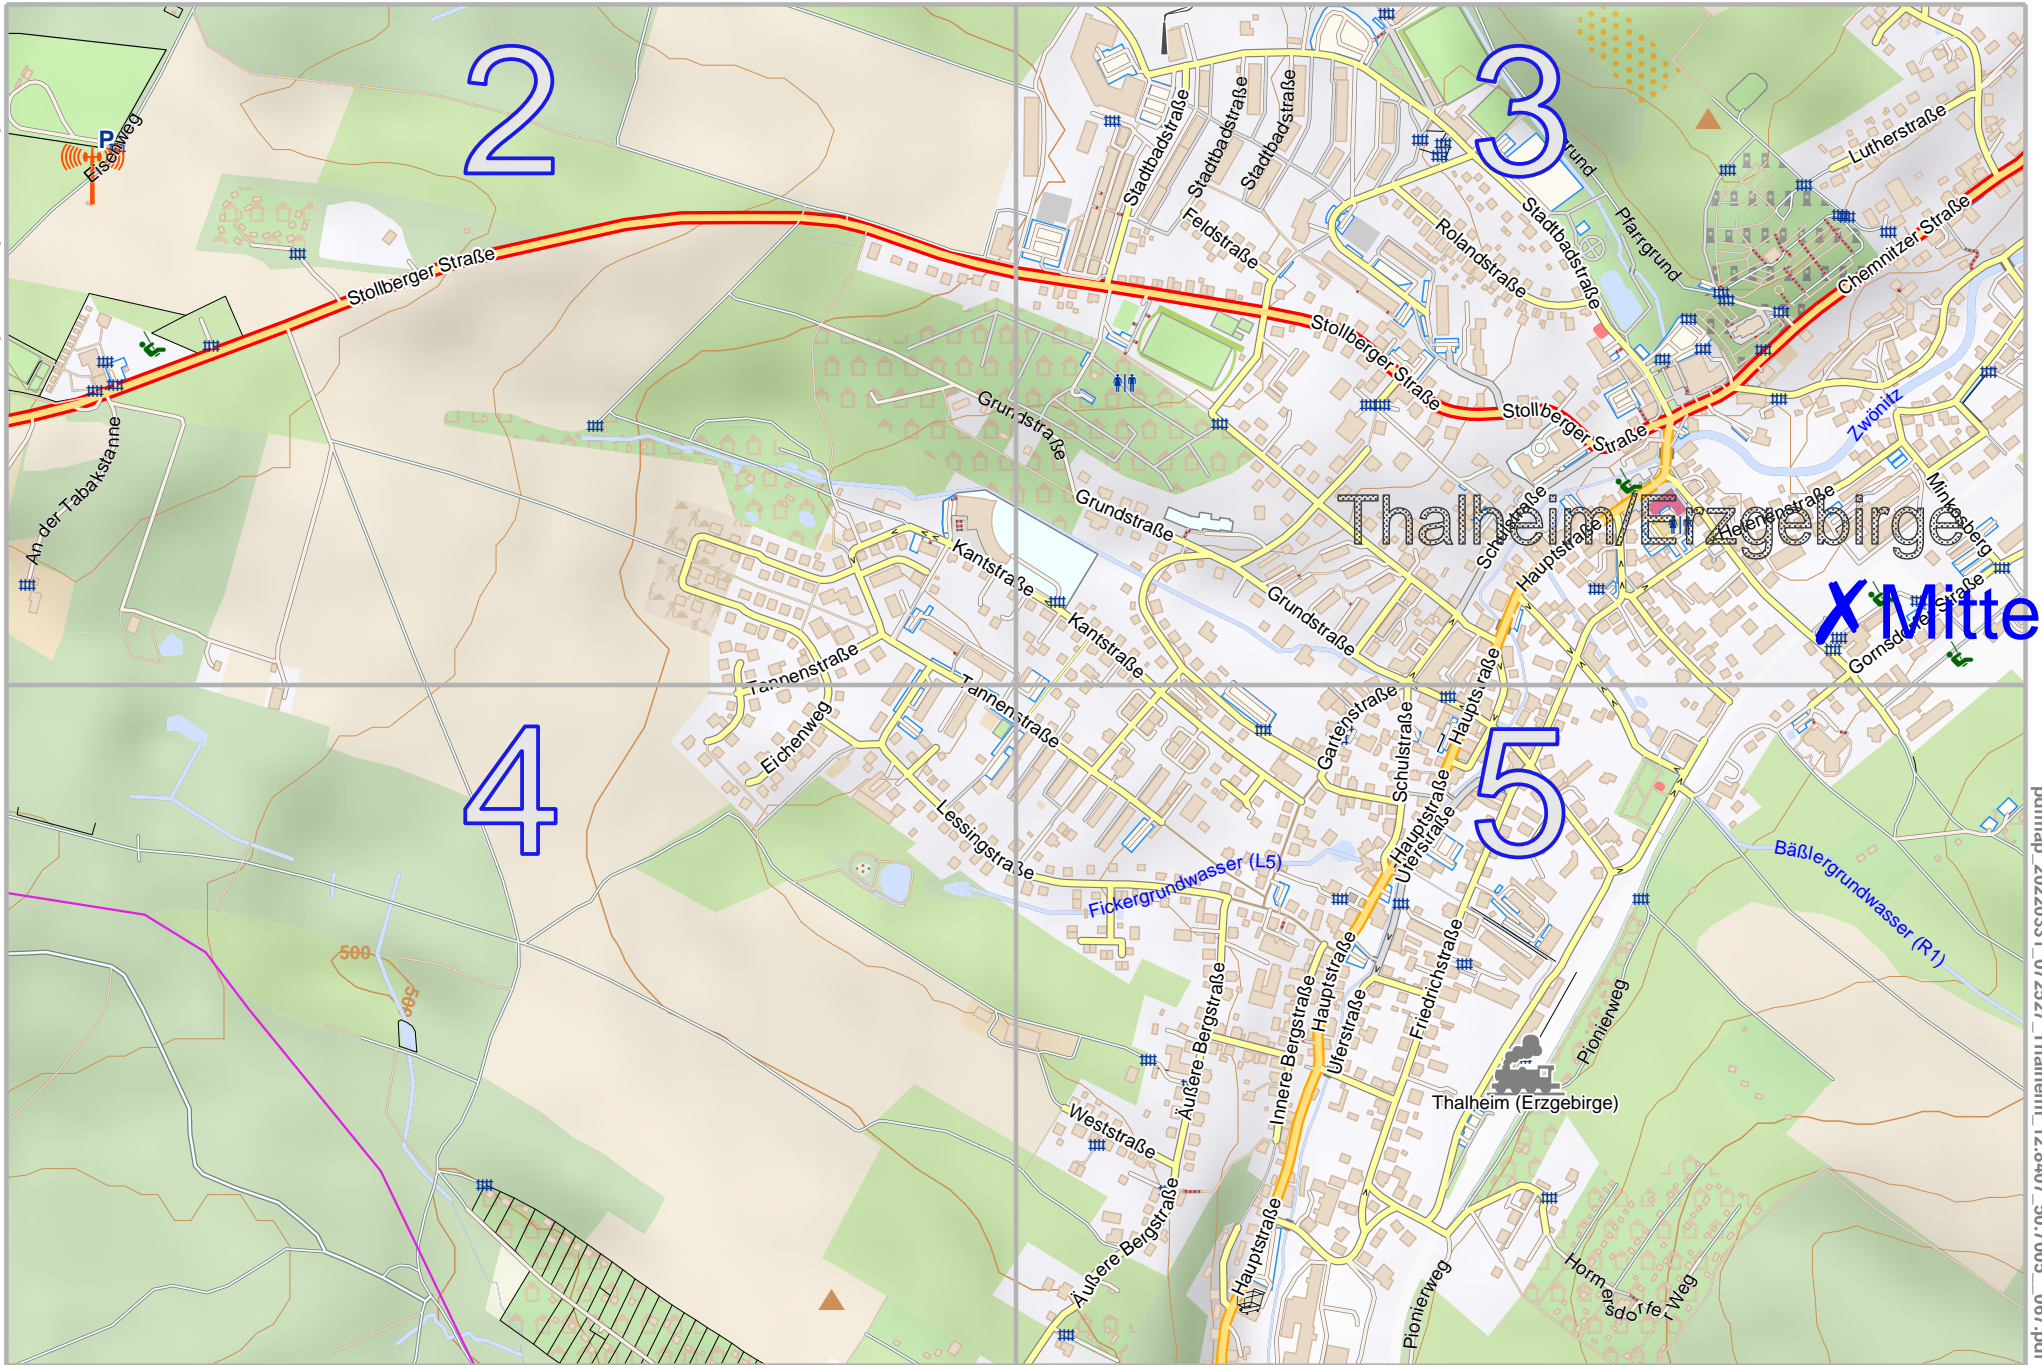 2
3
P
Eisenweg
Stollberger Straße
An der Tabakstanne
Stadtbadstraße
Stadtbadstraße
Stadtbadstraße
Feldstraße
Rolandstraße
Stadtbadstraße
Pfarrgrund
Lutherstraße
Chemnitzer Straße
Stollberger Straße
Stollberger Straße
Zwönitz
Grundstraße
Grundstraße
Grundstraße
Schulstraße
Hauptstraße
Helenenstraße
Minkesberg
Thalheim/Erzgebirge
Mitte
Gornsdorfer Straße
Kantstraße
Kantstraße
Tannenstraße
Tannenstraße
Eichenweg
4
5
Gartenstraße
Schulstraße
Hauptstraße
Hauptstraße
Uferstraße
Lessingstraße
Fickergrundwasser (L5)
Bäßlergrundwasser (R1)
500
500
Äußere Bergstraße
Innere Bergstraße
Hauptstraße
Uferstraße
Friedrichstraße
Pionierweg
Thalheim (Erzgebirge)
Weststraße
Äußere Bergstraße
Hauptstraße
Pionierweg
Hormersdorfer Weg